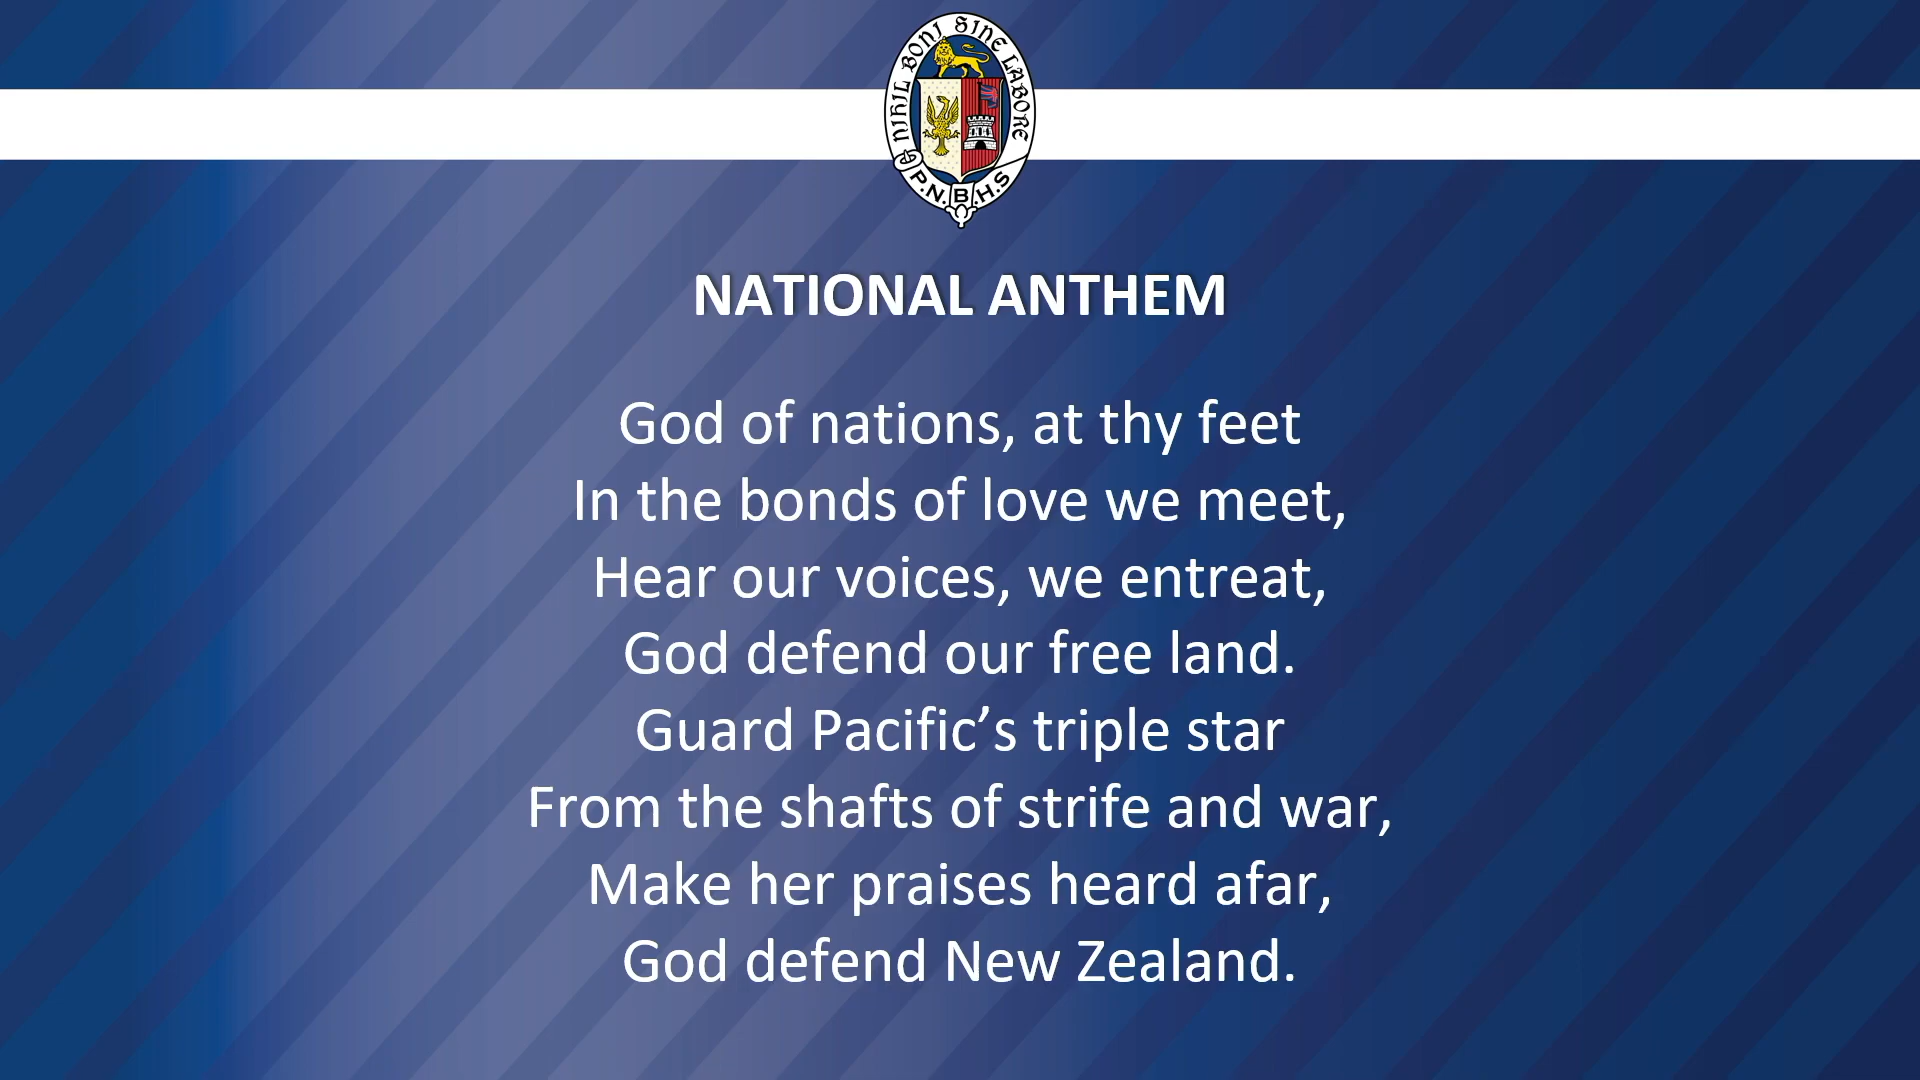 NIHIL BONI SINE LABORE
P.N.B.H.S
NATIONAL ANTHEM
God of nations, at thy feet
In the bonds of love we meet,
Hear our voices, we entreat,
God defend our free land.
Guard Pacific’s triple star
From the shafts of strife and war,
Make her praises heard afar,
God defend New Zealand.